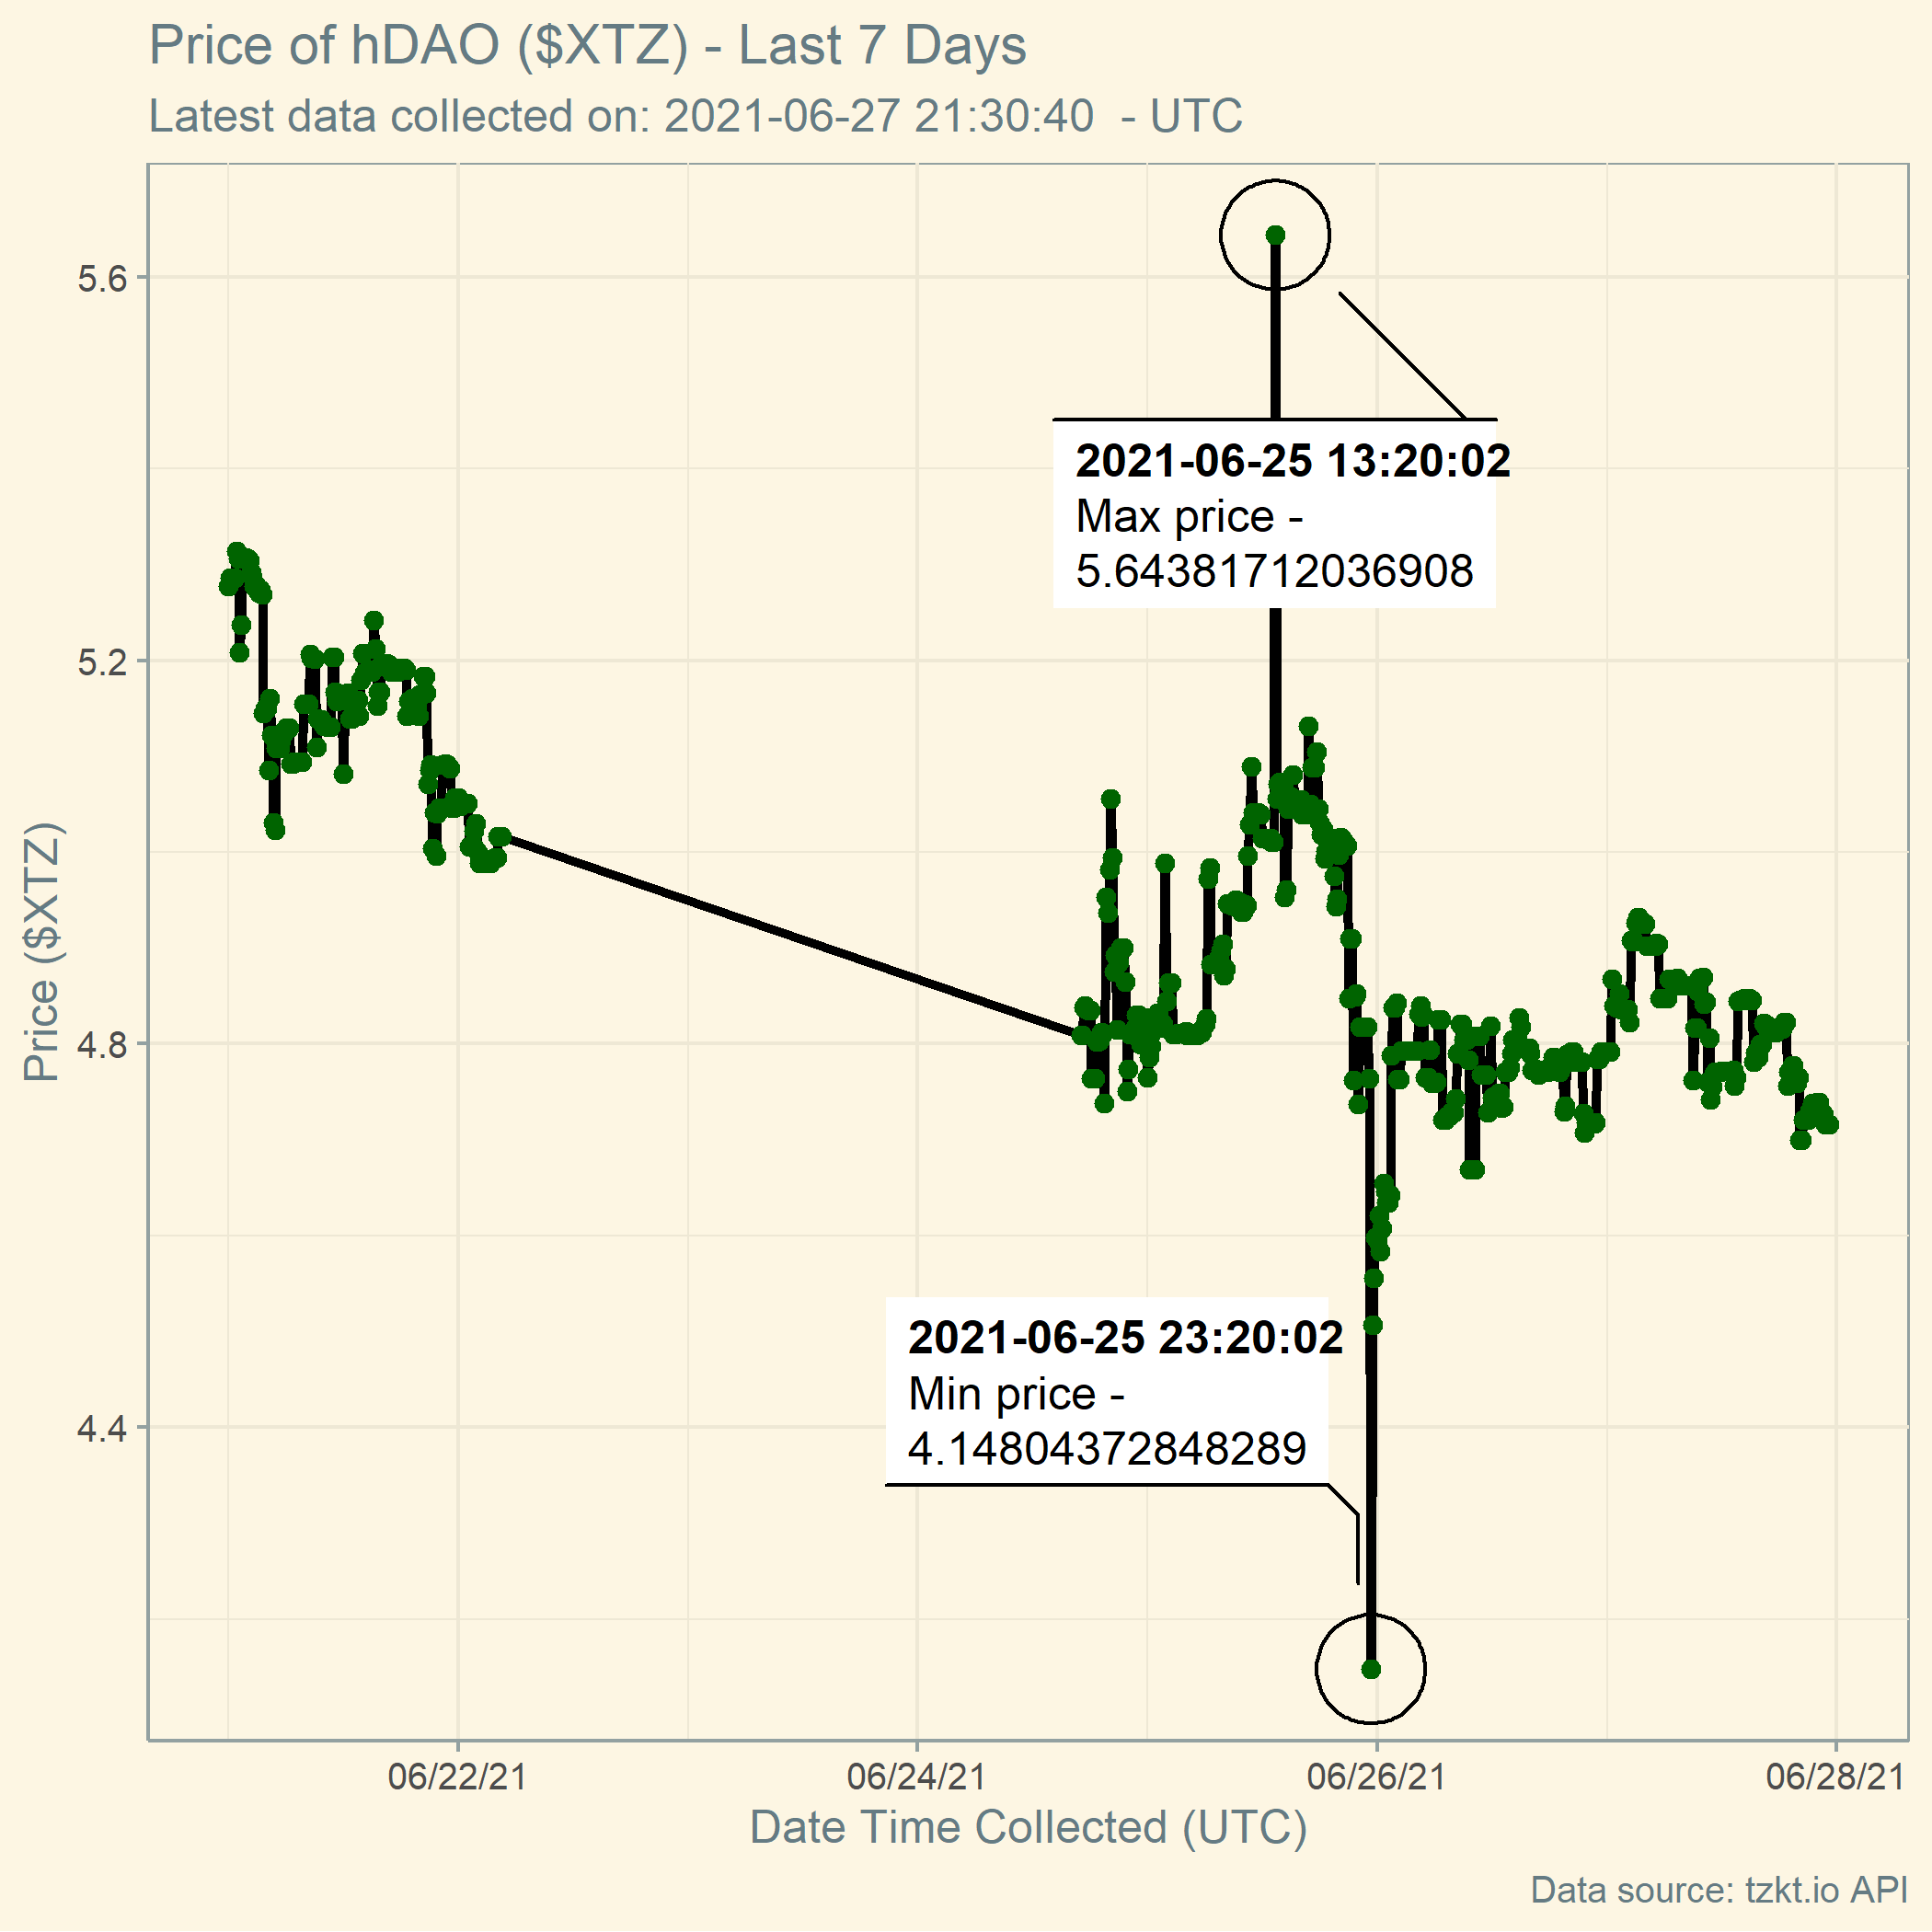 Price of hDAO ($XTZ) - Last 7 Days
Latest data collected on: 2021-06-27 21:30:40  - UTC
5.6
5.2
4.8
4.4
Price ($XTZ)
2021-06-25 13:20:02
Max price -
5.64381712036908
2021-06-25 23:20:02
Min price -
4.14804372848289
06/22/21
06/24/21
06/26/21
06/28/21
Date Time Collected (UTC)
Data source: tzkt.io API